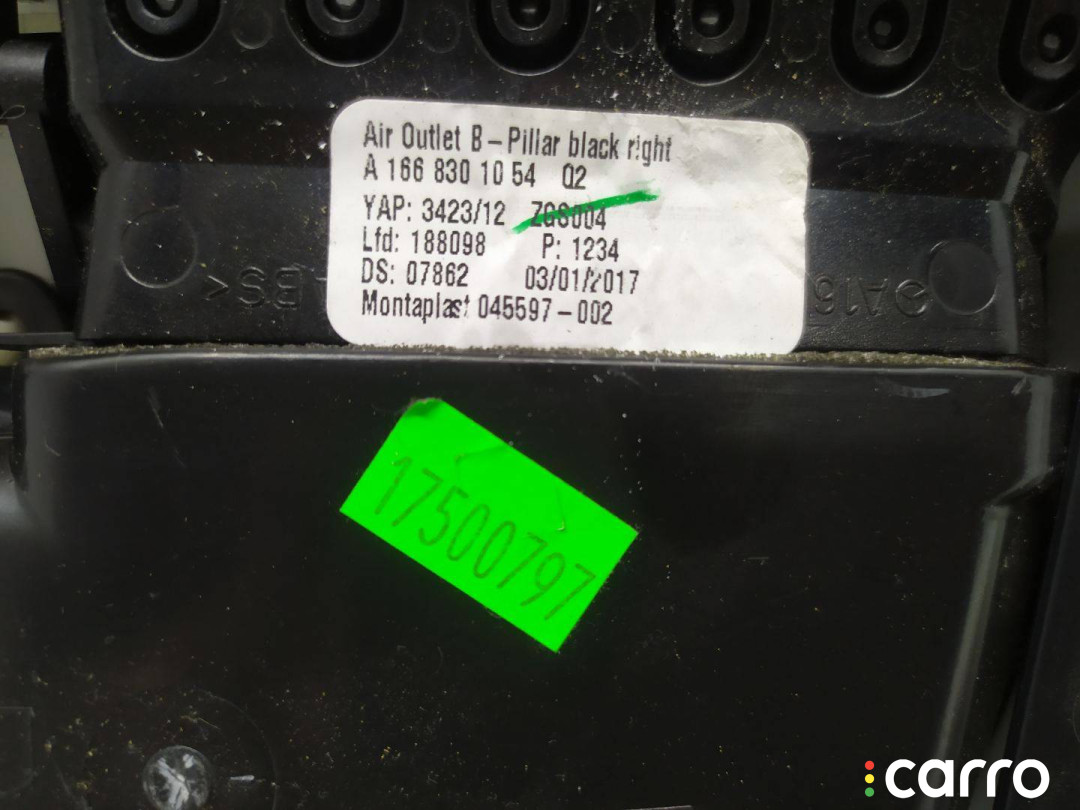 Air Outlet B-Pillar black right
A 166 830 10 54 Q2
YAP: 3423/12 ZGS004
Lfd: 188098 P: 1234
DS: 07862 03/01/2017
Montaplast 045597-002
17500797
carro